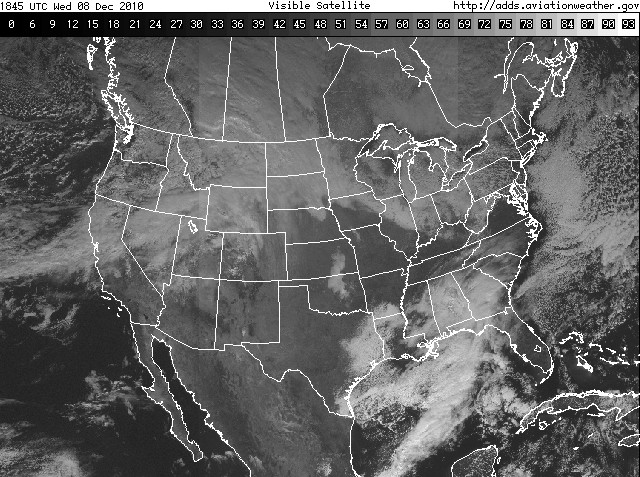 1845 UTC Wed 08 Dec 2010 Visible Satellite http://adds.aviationweather.gov
0 6 9 12 15 18 21 24 27 30 33 36 39 42 45 48 51 54 57 60 63 66 69 72 75 78 81 84 87 90 93